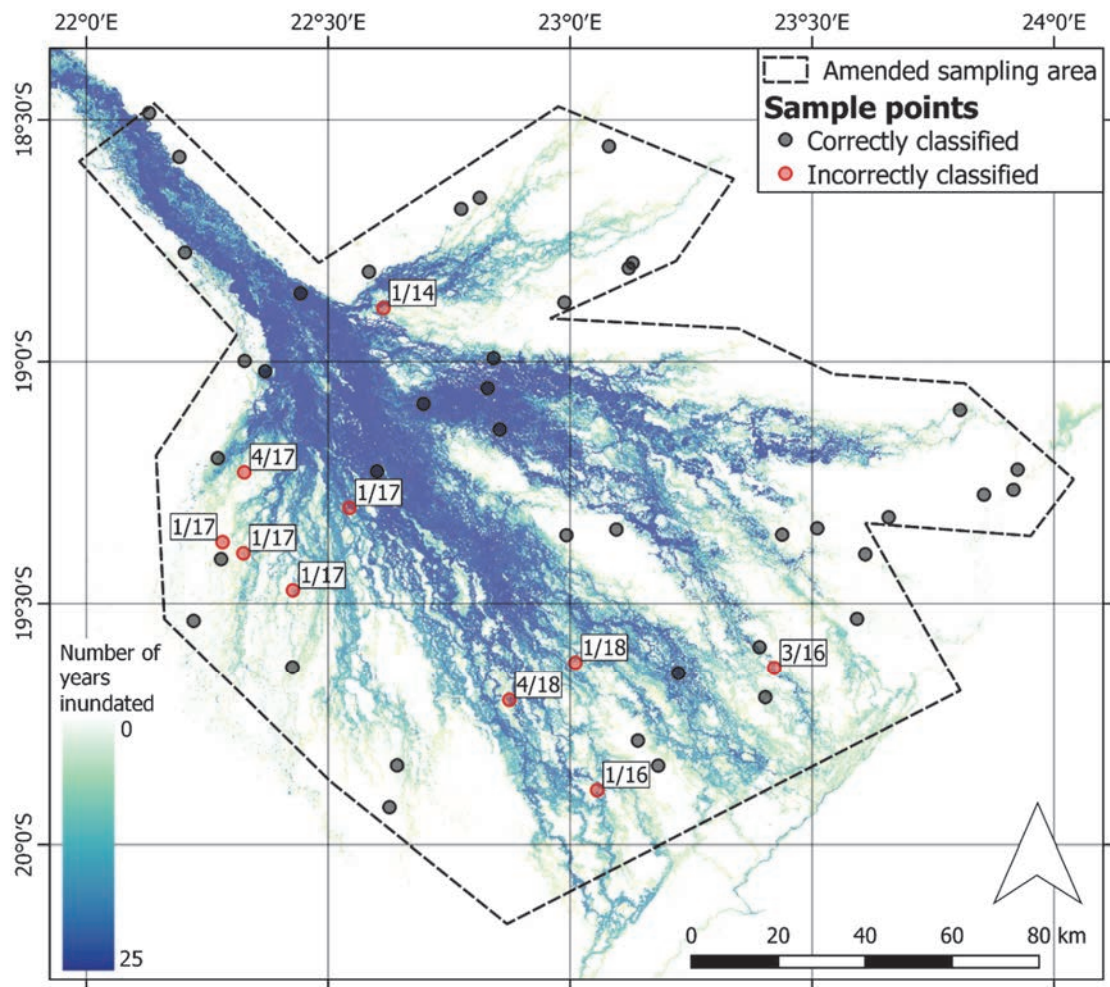 22°0′E 22°30′E 23°0′E 23°30′E 24°0′E
Amended sampling area
Sample points
Correctly classified
Incorrectly classified
18°30′S
1/14
19°0′S
4/17
1/17
1/17
1/17
1/17
19°30′S
1/18
3/16
4/18
1/16
Number of
years
inundated
0
20°0′S
25
0 20 40 60 80 km